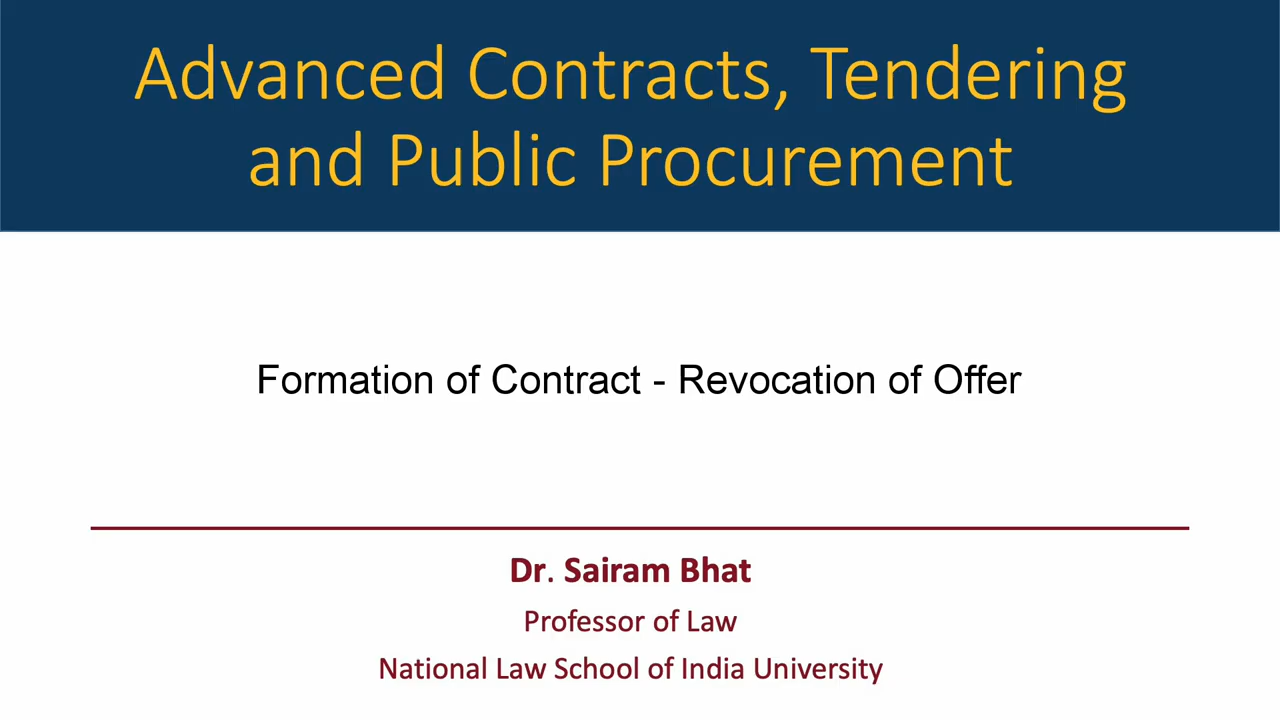 Advanced Contracts, Tendering
and Public Procurement
Formation of Contract - Revocation of Offer
Dr. Sairam Bhat
Professor of Law
National Law School of India University